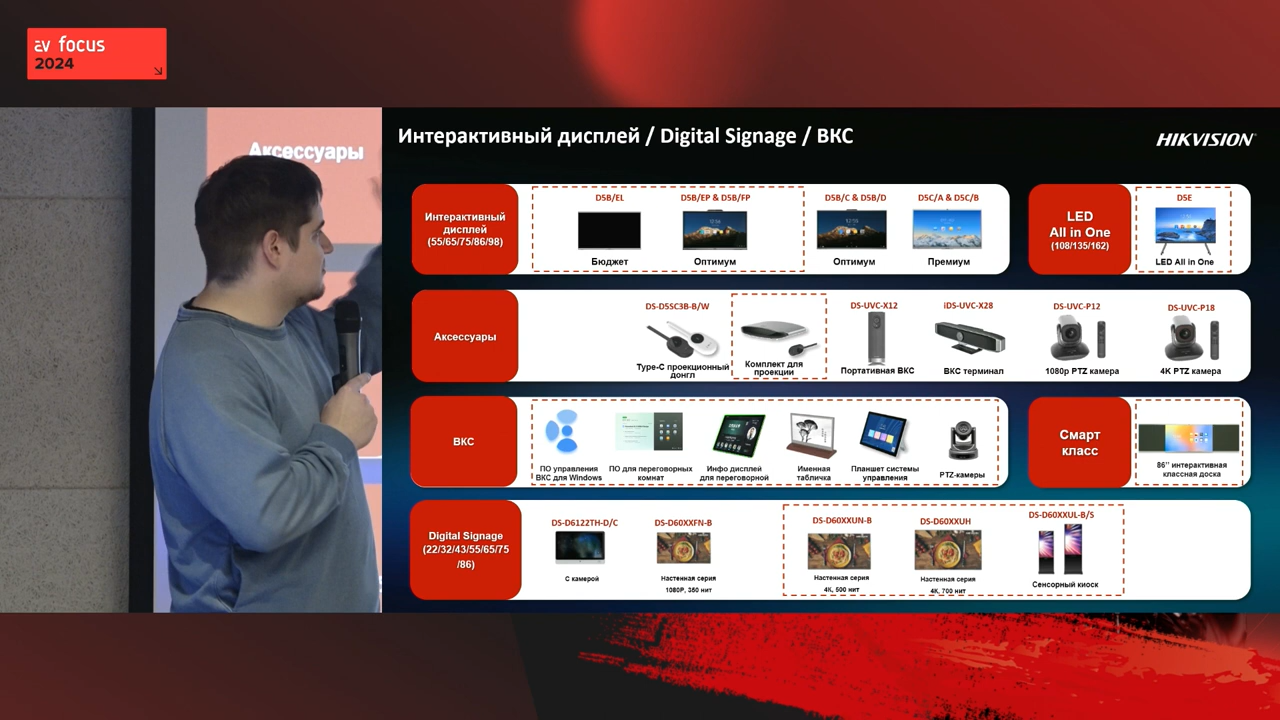 av focus
2024
Аксессуары
Интерактивный дисплей / Digital Signage / ВКС
HIKVISION
Интерактивный
дисплей
(55/65/75/86/98)
D5B/EL
Бюджет
D5B/EP & D5B/FP
Оптимум
D5B/C & D5B/D
Оптимум
D5C/A & D5C/B
Премиум
LED
All in One
(108/135/162)
D5E
LED All in One
Аксессуары
DS-D5SC3B-B/W
Type-C проекционный
донгл
Комплект для
проекции
DS-UVC-X12
Портативная ВКС
iDS-UVC-X28
ВКС терминал
DS-UVC-P12
1080p PTZ камера
DS-UVC-P18
4K PTZ камера
ВКС
ПО управления
ВКС для Windows
ПО для переговорных
комнат
Инфо дисплей
для переговорной
Именная
табличка
Планшет системы
управления
PTZ-камеры
Смарт
класс
86’’ интерактивная
классная доска
Digital Signage
(22/32/43/55/65/75
/86)
DS-D6122TH-D/C
С камерой
DS-D60XXFN-B
Настенная серия
1080P, 350 нит
DS-D60XXUN-B
Настенная серия
4K, 500 нит
DS-D60XXUH
Настенная серия
4K, 700 нит
DS-D60XXUL-B/S
Сенсорный киоск